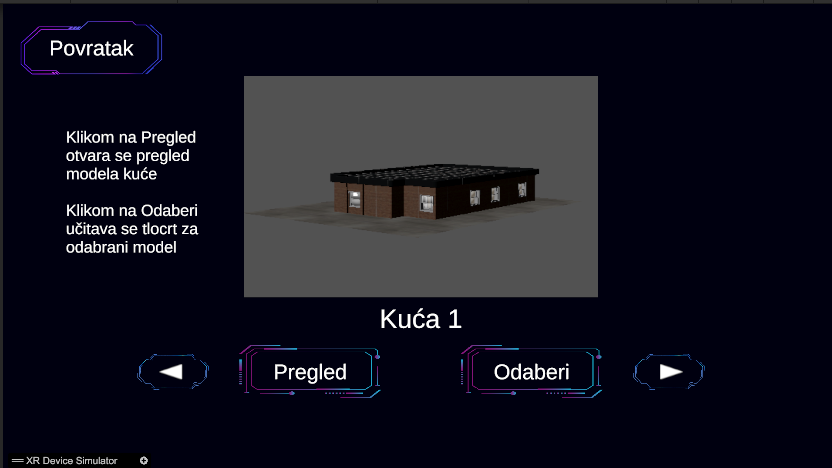 Povratak
Klikom na Pregled
otvara se pregled
modela kuće
Klikom na Odaberi
učitava se tlocrt za
odabrani model
Kuća 1
Pregled
Odaberi
XR Device Simulator